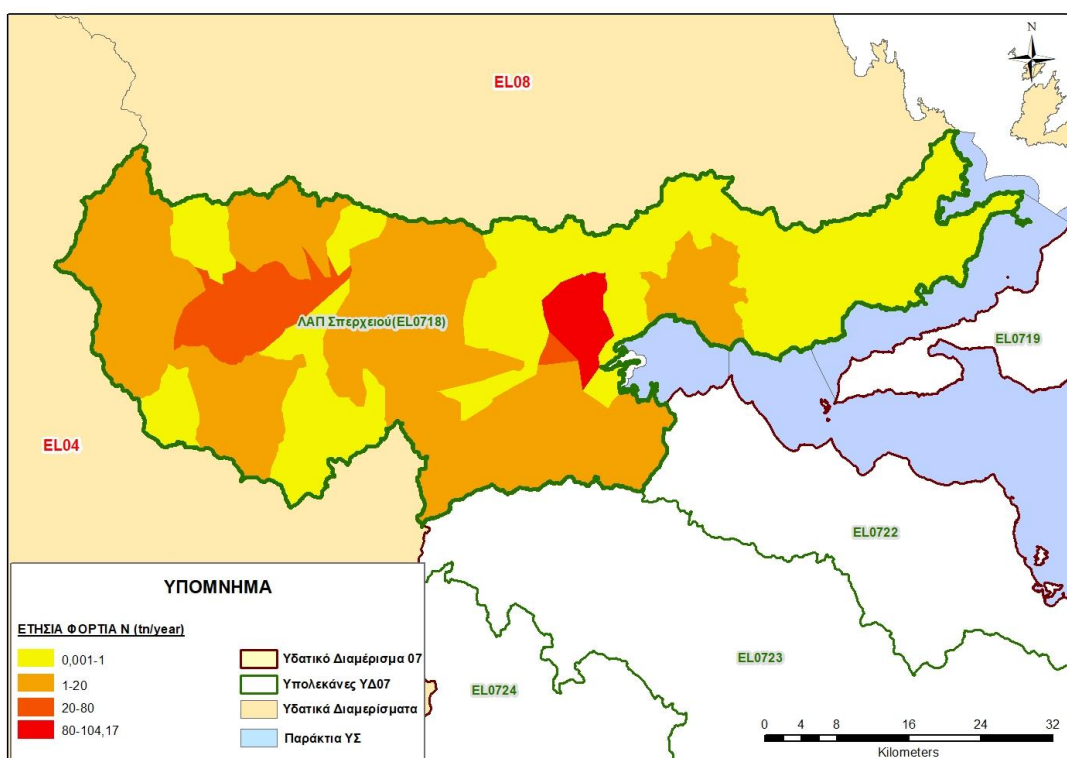 N
EL08
ΛΑΠ Σπερχειού(EL0718)
EL0719
EL04
EL0722
EL0723
EL0724
ΥΠΟΜΝΗΜΑ
ΕΤΗΣΙΑ ΦΟΡΤΙΑ Ν (tn/year)
0,001-1
1-20
20-80
80-104,17
Υδατικό Διαμέρισμα 07
Υπολεκάνες ΥΔ07
Υδατικά Διαμερίσματα
Παράκτια ΥΣ
0 4 8 16 24 32
Kilometers